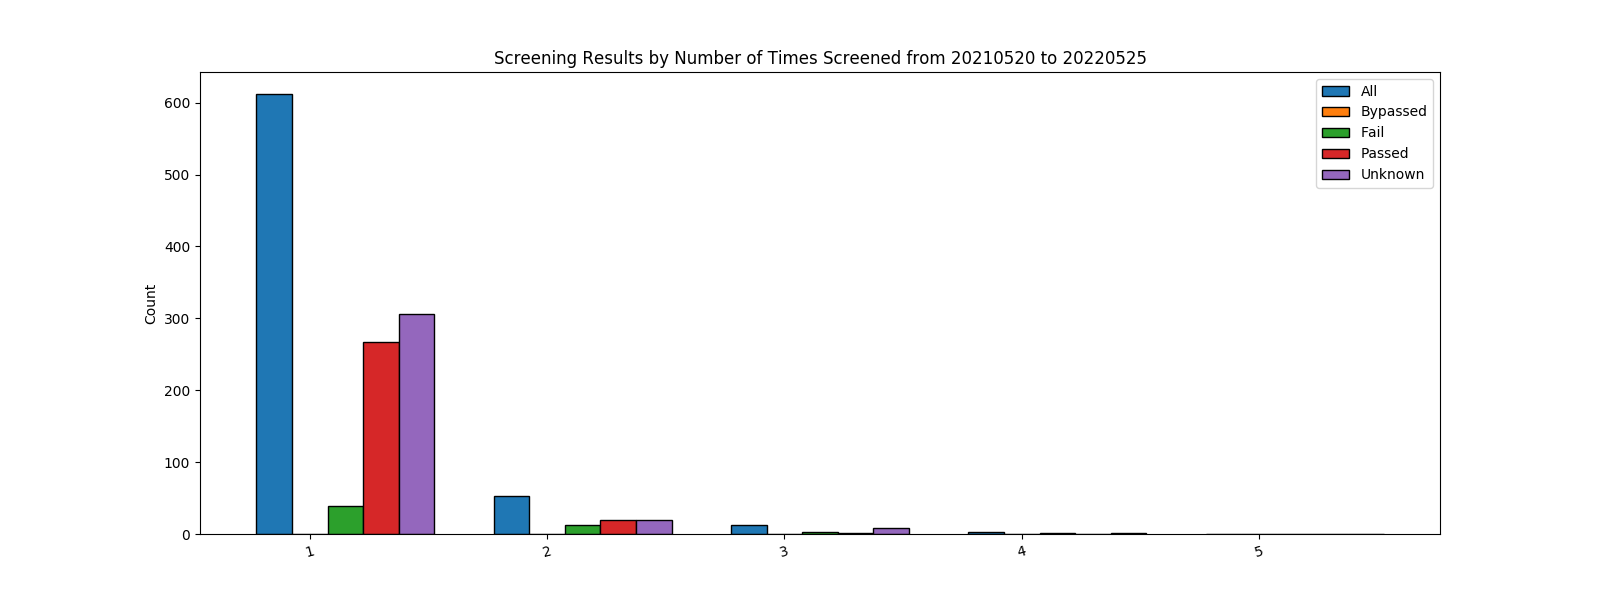 Screening Results by Number of Times Screened from 20210520 to 20220525
All
Bypassed
Fail
Passed
Unknown
Count
600
500
400
300
200
100
0
1
2
3
4
5